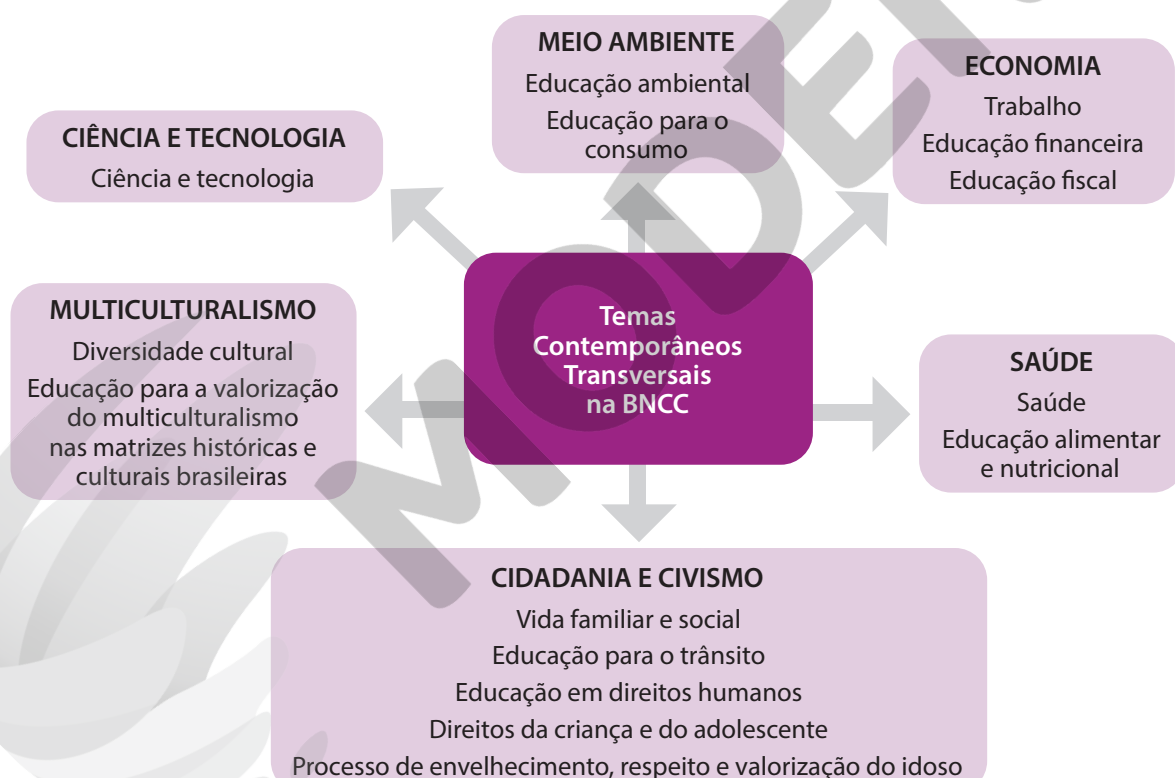 MEIO AMBIENTE
Educação ambiental
Educação para o
consumo
ECONOMIA
Trabalho
Educação financeira
Educação fiscal
CIÊNCIA E TECNOLOGIA
Ciência e tecnologia
Temas
Contemporâneos
Transversais
na BNCC
MULTICULTURALISMO
Diversidade cultural
Educação para a valorização
do multiculturalismo
nas matrizes históricas e
culturais brasileiras
SAÚDE
Saúde
Educação alimentar
e nutricional
CIDADANIA E CIVISMO
Vida familiar e social
Educação para o trânsito
Educação em direitos humanos
Direitos da criança e do adolescente
Processo de envelhecimento, respeito e valorização do idoso
MODE